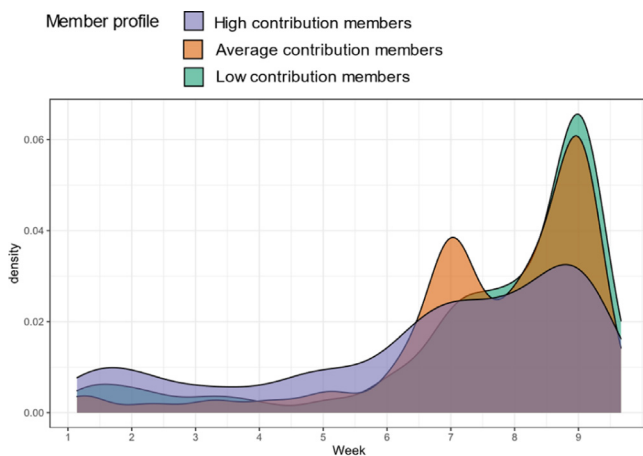 Member profile
High contribution members
Average contribution members
Low contribution members
0.06
0.04
0.02
0.00
density
1 2 3 4 5 6 7 8 9
Week